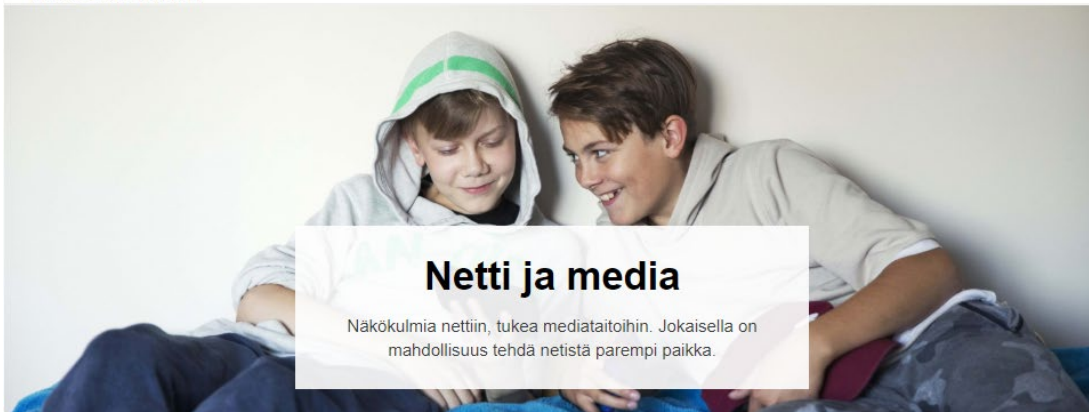 Netti ja media
Näkökulmia nettiin, tukea mediataitoihin. Jokaisella on
mahdollisuus tehdä netistä parempi paikka.